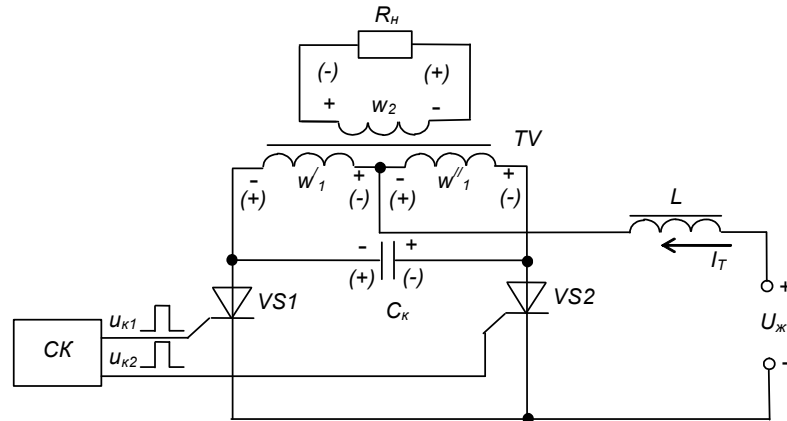 Rн
(-) (+)
+ w2 -
TV
- + - +
(+) w/1 (-) (+) w//1 (-)
L
- +
(+) (-)
IT
VS1 VS2
Cк
+
uк1
Uж
СК
uк2
-